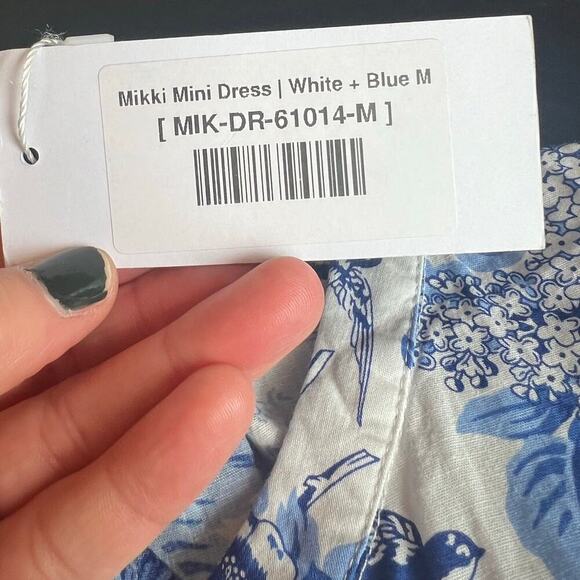 Mikki Mini Dress | White + Blue M
[ MIK-DR-61014-M ]